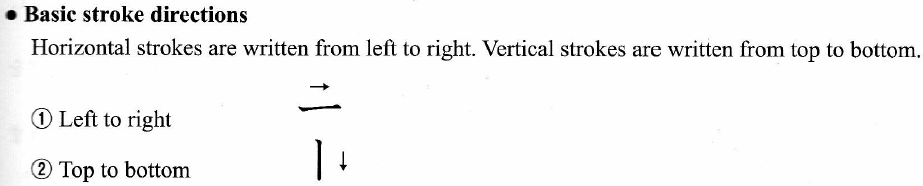 • Basic stroke directions
Horizontal strokes are written from left to right. Vertical strokes are written from top to bottom.
① Left to right →
② Top to bottom ↓